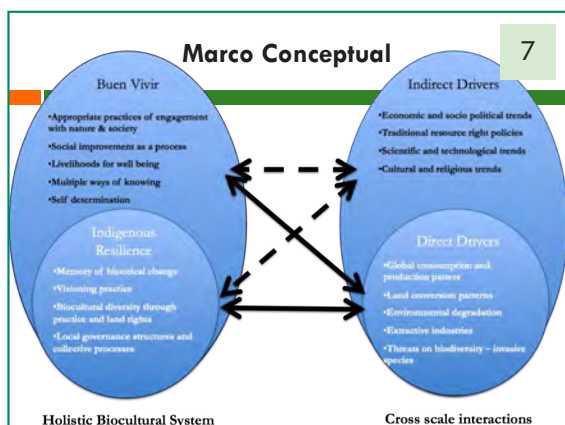 Marco Conceptual
7
Buen Vivir
•Appropriate practices of engagement
with nature & society
•Social improvement as a process
•Livelihoods for well being
•Multiple ways of knowing
•Self determination
Indigenous
Resilience
•Memory of historical change
•Visioning practice
•Biocultural diversity through
practice and land rights
•Local governance structures and
collective processes
Holistic Biocultural System
Indirect Drivers
•Economic and socio political trends
•Traditional resource right policies
•Scientific and technological trends
•Cultural and religious trends
Direct Drivers
•Global consumption and
production pattern
•Land conversion patterns
•Environmental degradation
•Extractive industries
•Threats on biodiversity – invasive
species
Cross scale interactions